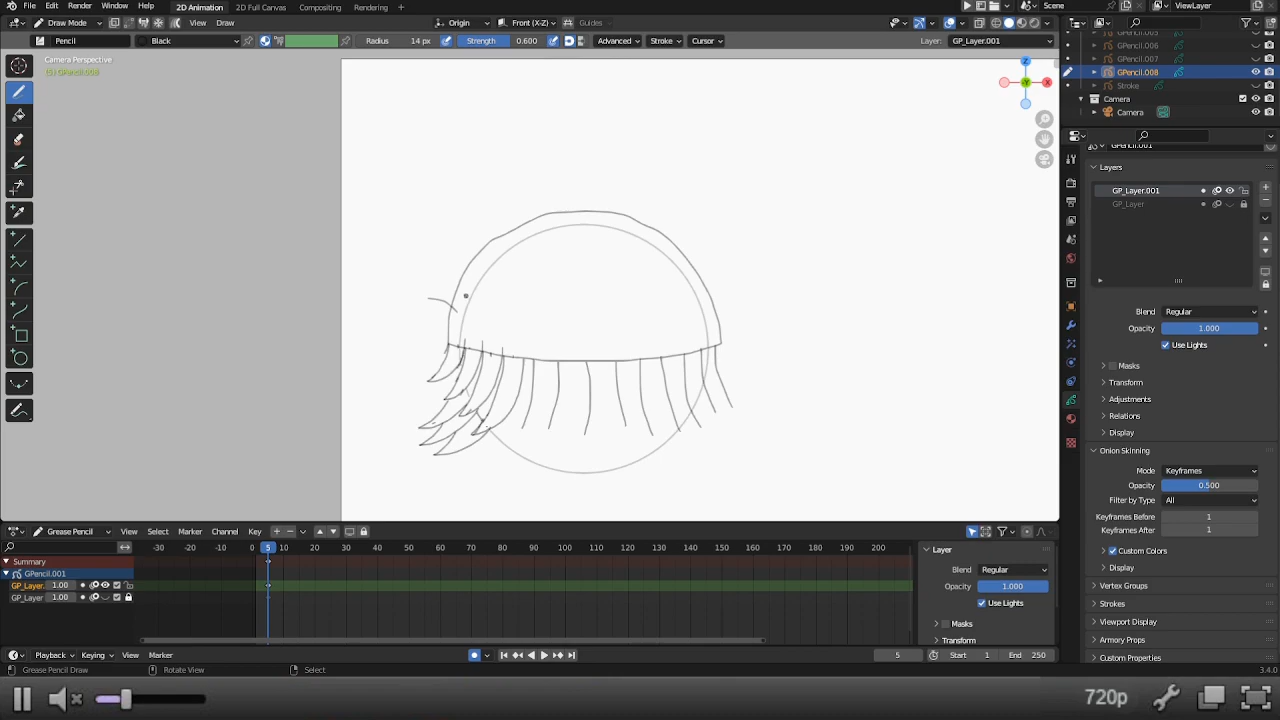 File Edit Render Window Help 2D Animation 2D Full Canvas Compositing Rendering Scene ViewLayer
Draw Mode View Draw Origin Front (X-Z) Guides
Pencil Black Radius 14 px Strength 0.600 Advanced Stroke Cursor Layer: GP_Layer.001
Camera Perspective
(5) GPencil.008
Z
X
-Y
GPencil.005
GPencil.006
GPencil.007
GPencil.008
Stroke
Camera
Camera
GPencil.001
Layers
GP_Layer.001
GP_Layer
Blend Regular
Opacity 1.000
Use Lights
Masks
Transform
Adjustments
Relations
Display
Onion Skinning
Mode Keyframes
Opacity 0.500
Filter by Type All
Keyframes Before 1
Keyframes After 1
Custom Colors
Display
Vertex Groups
Strokes
Viewport Display
Armory Props
Custom Properties
Grease Pencil View Select Marker Channel Key
-30 -20 -10 0 5 10 20 30 40 50 60 70 80 90 100 110 120 130 140 150 160 170 180 190 200
Summary
GPencil.001
GP_Layer. 1.00
GP_Layer 1.00
Layer
Blend Regular
Opacity 1.000
Use Lights
Masks
Transform
Playback Keying View Marker 5 Start 1 End 250
Grease Pencil Draw Rotate View Select 3.4.0
720p